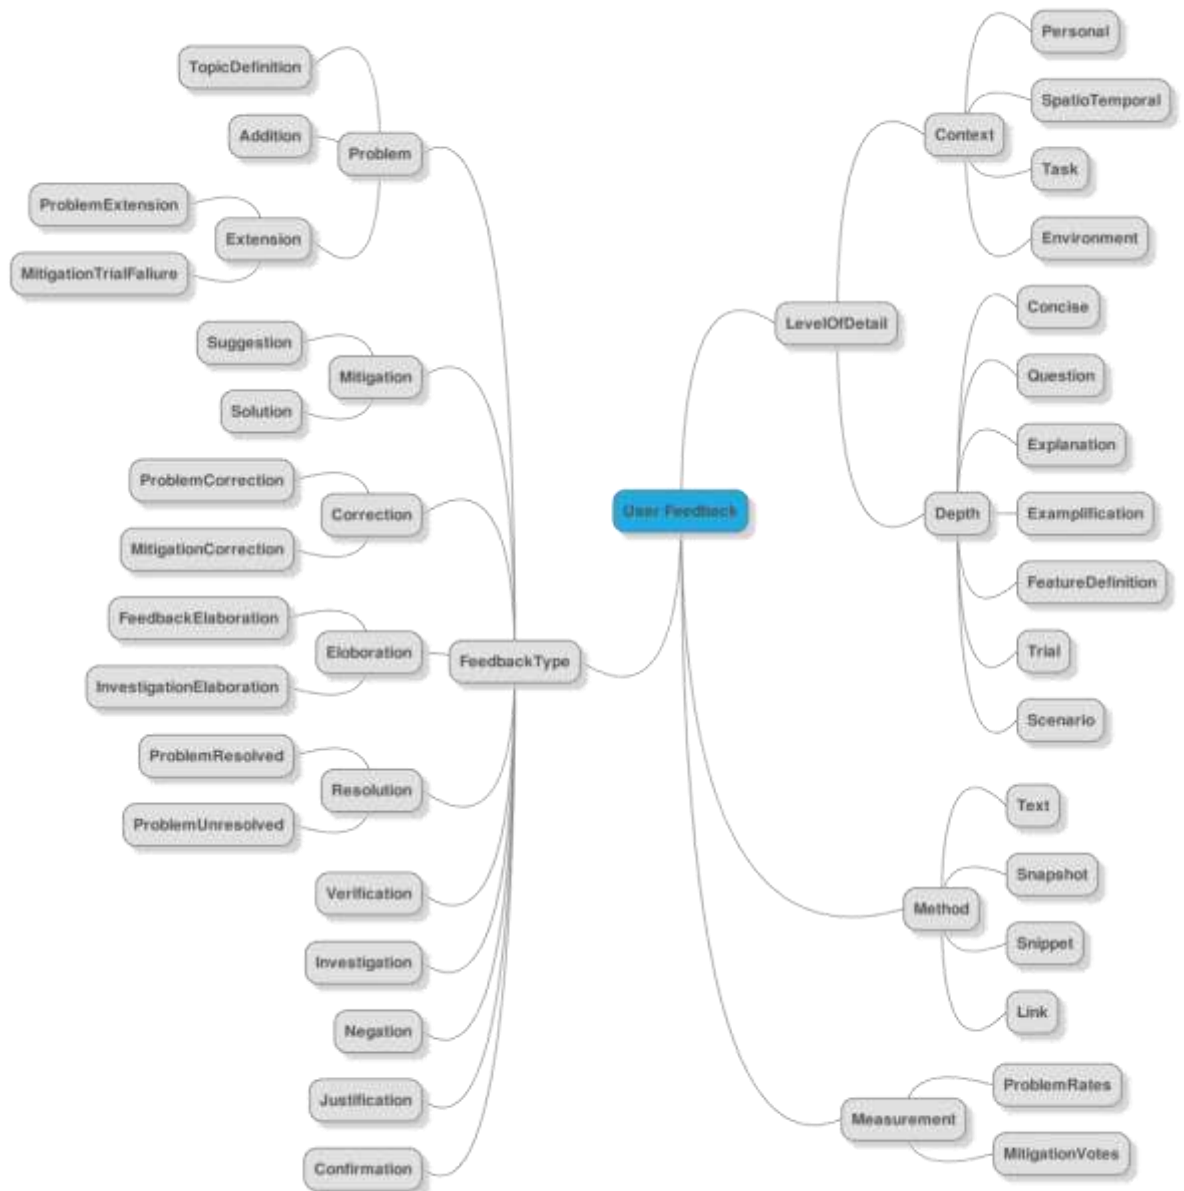 TopicDefinition
Addition
Problem
ProblemExtension
Extension
MitigationTrialFaliure
Suggestion
Mitigation
Solution
ProblemCorrection
Correction
MitigationCorrection
FeedbackElaboration
Eloboration
InvestigationElaboration
FeedbackType
ProblemResolved
Resolution
ProblemUnresolved
Verification
Investigation
Negation
Justification
Confirmation
User Feedback
LevelOfDetail
Context
Personal
SpatioTemporal
Task
Environment
Depth
Concise
Question
Explanation
Examplification
FeatureDefinition
Trial
Scenario
Method
Text
Snapshot
Snippet
Link
Measurement
ProblemRates
MitigationVotes